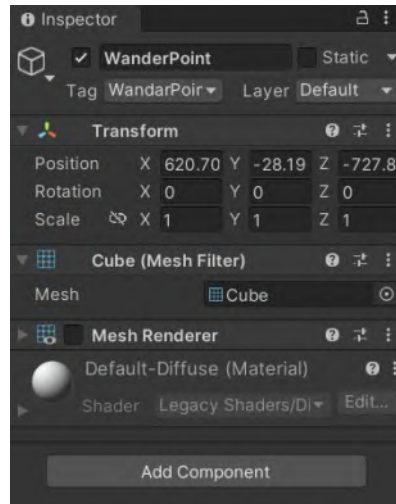 Inspector
WanderPoint Static
Tag WandarPoir Layer Default
Transform
Position X 620.70 Y -28.19 Z -727.8
Rotation X 0 Y 0 Z 0
Scale X 1 Y 1 Z 1
Cube (Mesh Filter)
Mesh Cube
Mesh Renderer
Default-Diffuse (Material)
Shader Legacy Shaders/Di Edit...
Add Component